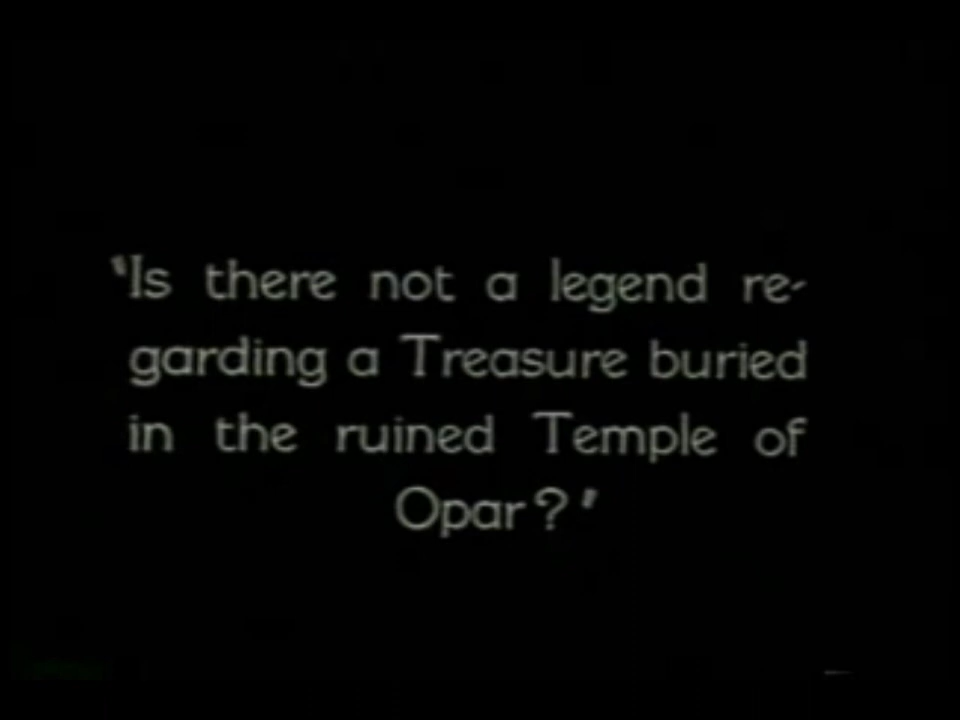 "Is there not a legend re-
garding a Treasure buried
in the ruined Temple of
Opar?"